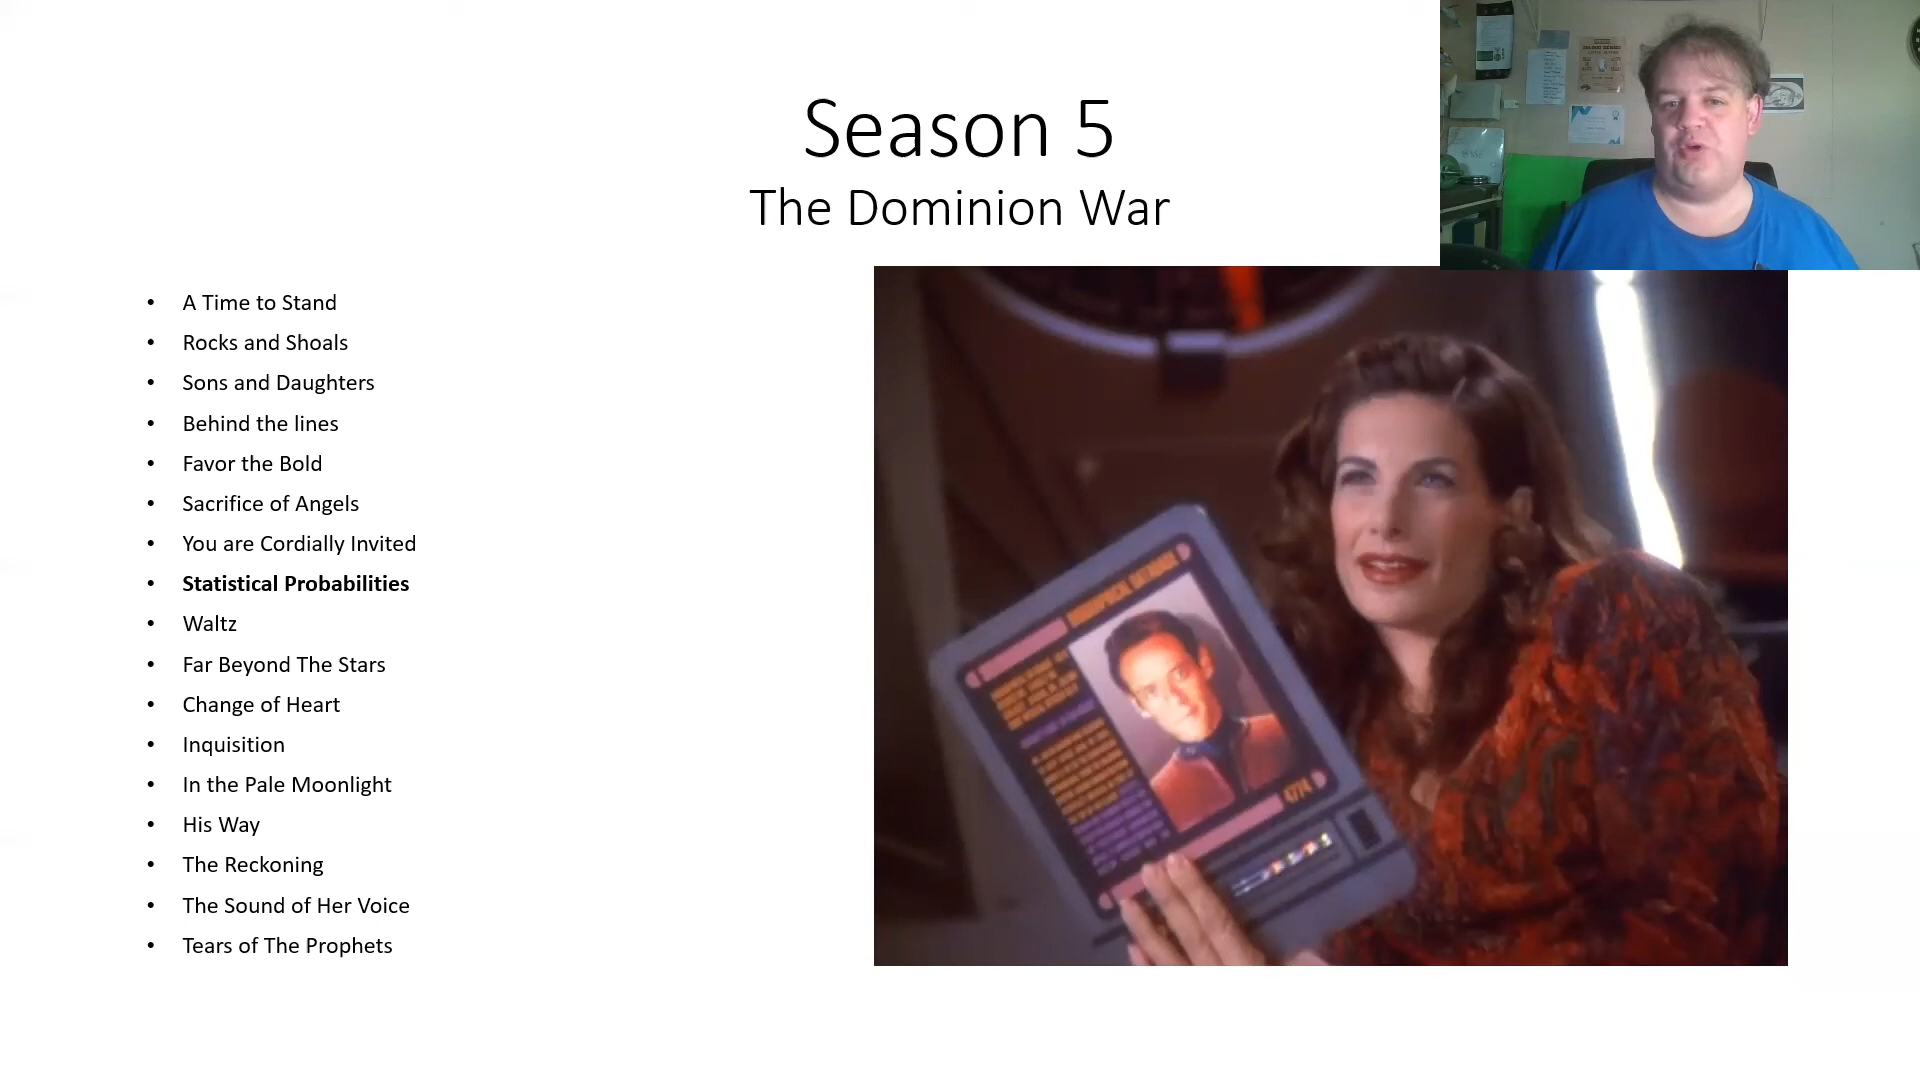 Season 5
The Dominion War
• A Time to Stand
• Rocks and Shoals
• Sons and Daughters
• Behind the lines
• Favor the Bold
• Sacrifice of Angels
• You are Cordially Invited
• Statistical Probabilities
• Waltz
• Far Beyond The Stars
• Change of Heart
• Inquisition
• In the Pale Moonlight
• His Way
• The Reckoning
• The Sound of Her Voice
• Tears of The Prophets
4774